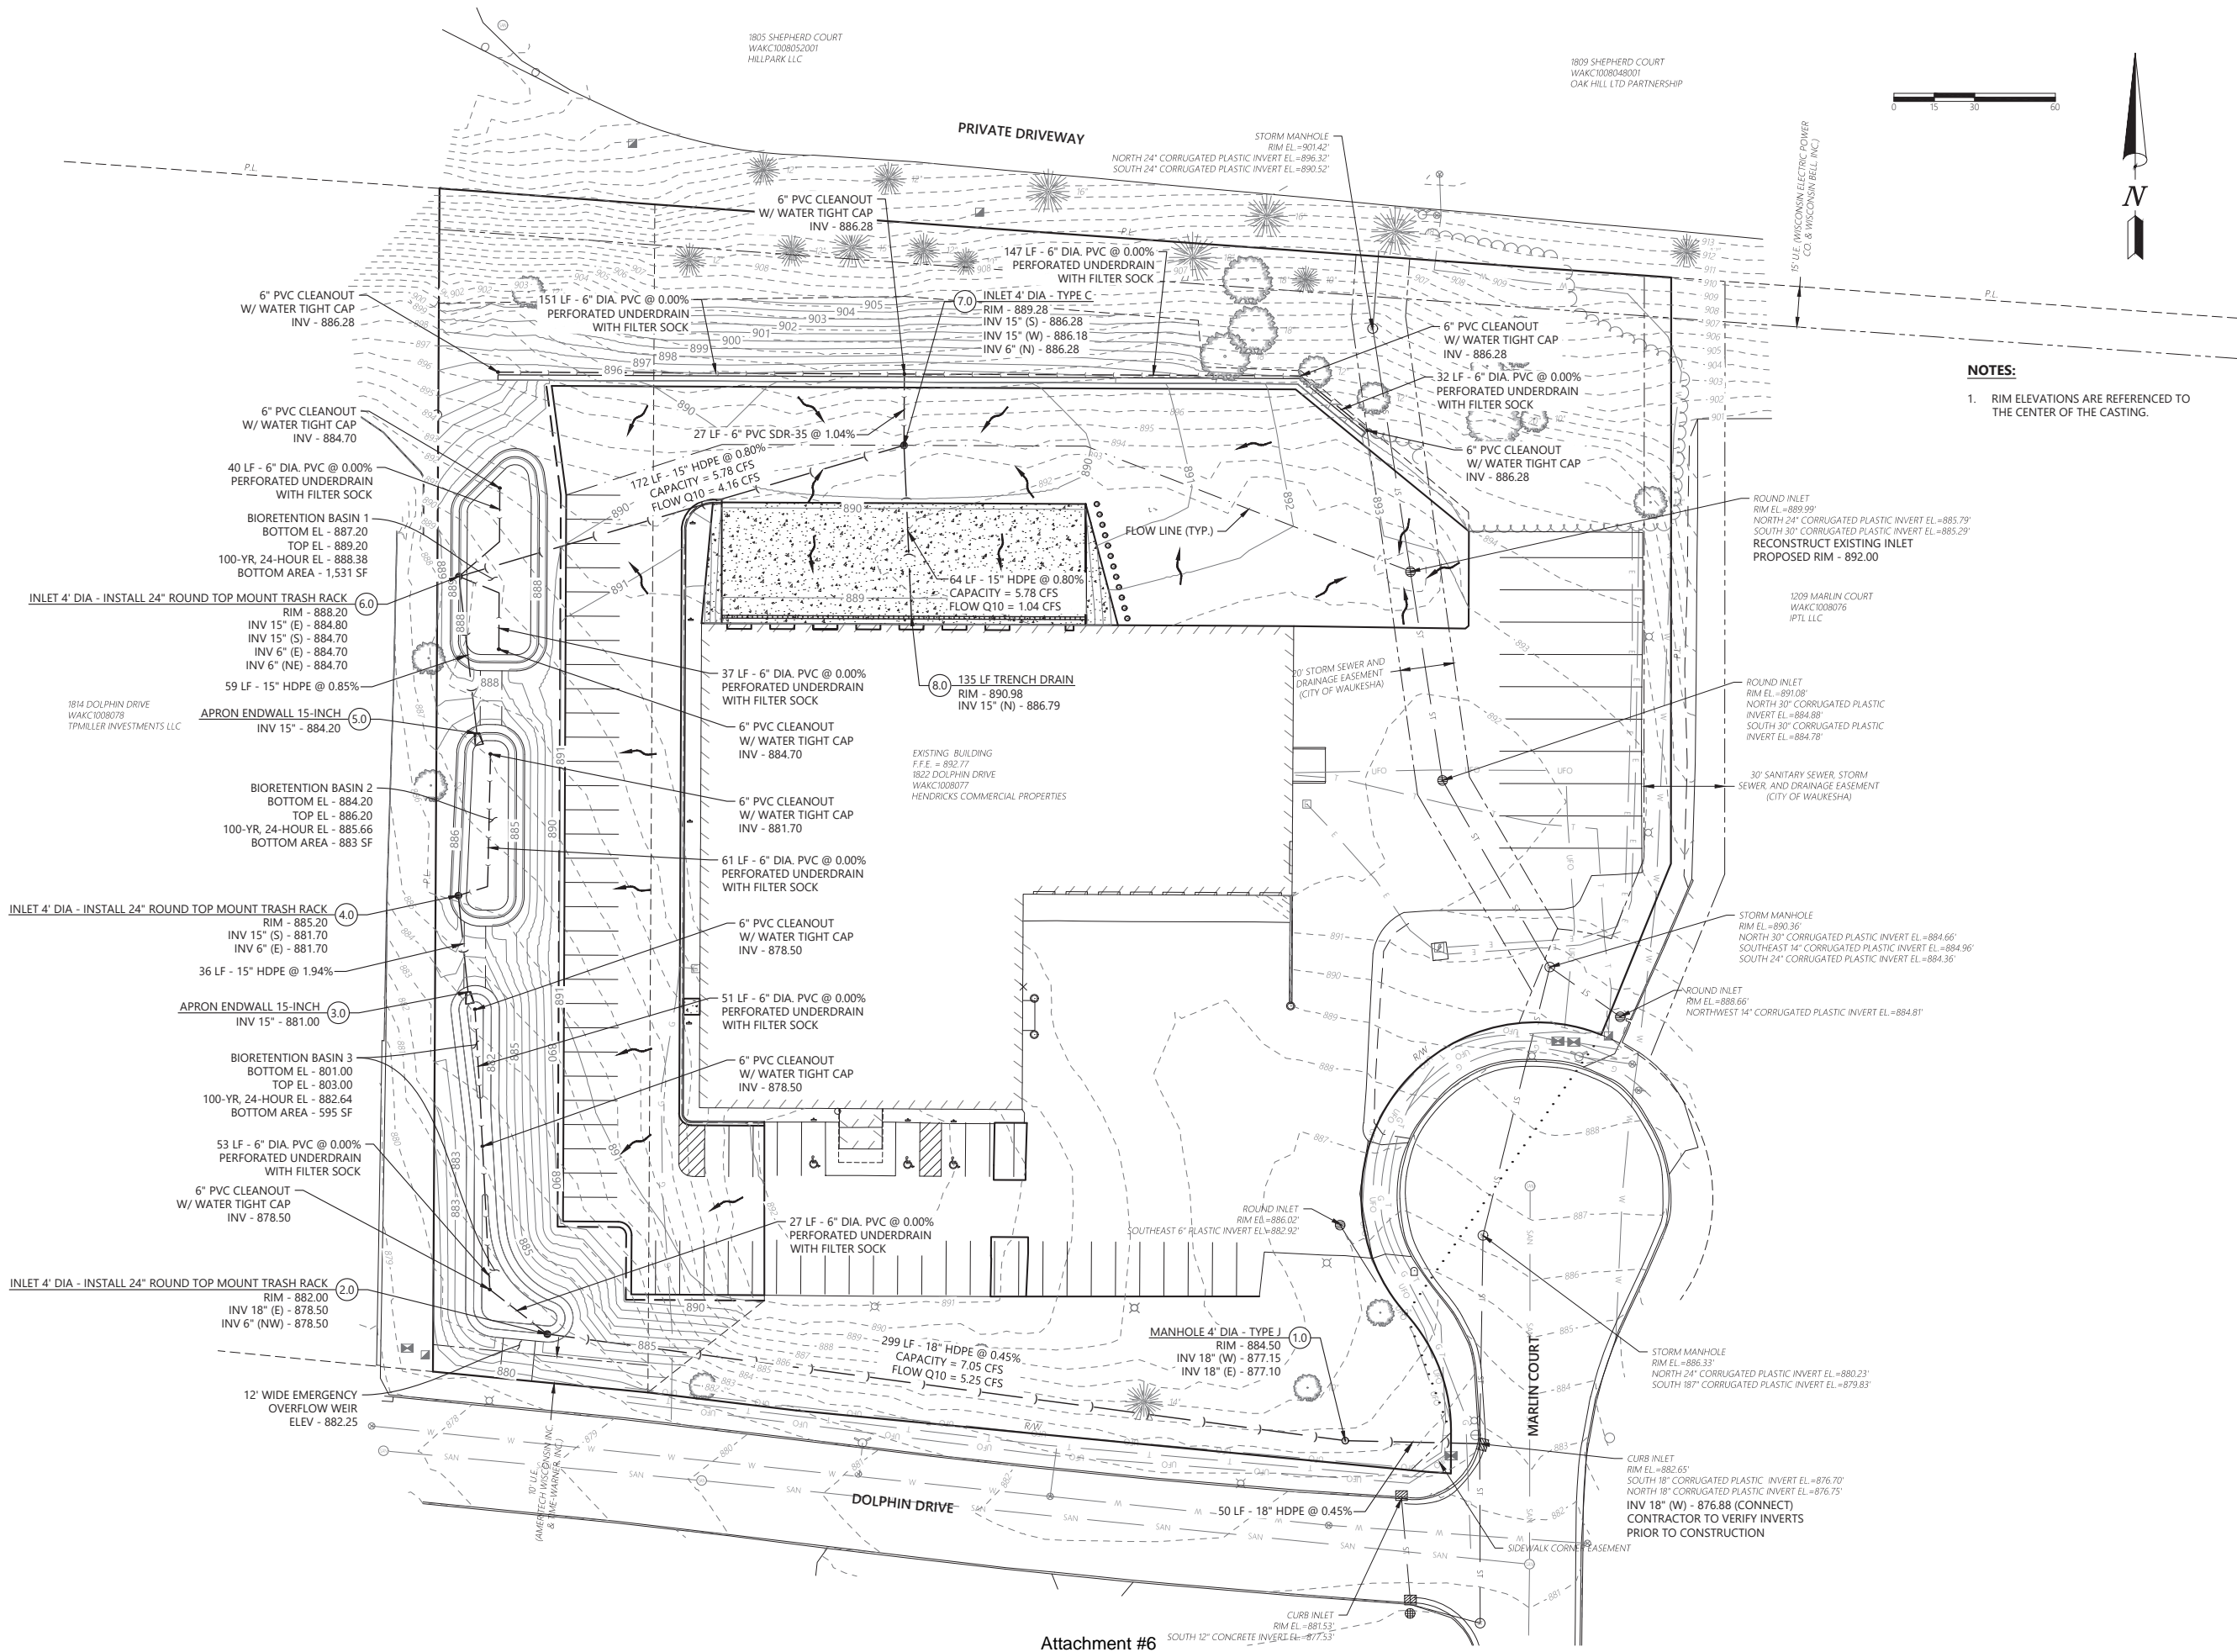 1805 SHEPHERD COURT
WAKC1008052001
HILLPARK LLC
1809 SHEPHERD COURT
WAKC1008048001
OAK HILL LTD PARTNERSHIP
0 15 30 60
N
PRIVATE DRIVEWAY
STORM MANHOLE
RIM EL.=901.42'
NORTH 24" CORRUGATED PLASTIC INVERT EL.=896.32'
SOUTH 24" CORRUGATED PLASTIC INVERT EL.=890.52'
15' U.E. (WISCONSIN ELECTRIC POWER
CO. & WISCONSIN BELL, INC.)
P.L.
P.L.
P.L.
6" PVC CLEANOUT
W/ WATER TIGHT CAP
INV - 886.28
147 LF - 6" DIA. PVC @ 0.00%
PERFORATED UNDERDRAIN
WITH FILTER SOCK
6" PVC CLEANOUT
W/ WATER TIGHT CAP
INV - 886.28
151 LF - 6" DIA. PVC @ 0.00%
PERFORATED UNDERDRAIN
WITH FILTER SOCK
7.0
INLET 4' DIA - TYPE C
RIM - 889.28
INV 15" (S) - 886.28
INV 15" (W) - 886.18
INV 6" (N) - 886.28
6" PVC CLEANOUT
W/ WATER TIGHT CAP
INV - 886.28
32 LF - 6" DIA. PVC @ 0.00%
PERFORATED UNDERDRAIN
WITH FILTER SOCK
6" PVC CLEANOUT
W/ WATER TIGHT CAP
INV - 886.28
NOTES:
1. RIM ELEVATIONS ARE REFERENCED TO
THE CENTER OF THE CASTING.
6" PVC CLEANOUT
W/ WATER TIGHT CAP
INV - 884.70
27 LF - 6" PVC SDR-35 @ 1.04%
172 LF - 15" HDPE @ 0.80%
CAPACITY = 5.78 CFS
FLOW Q10 = 4.16 CFS
40 LF - 6" DIA. PVC @ 0.00%
PERFORATED UNDERDRAIN
WITH FILTER SOCK
BIORETENTION BASIN 1
BOTTOM EL - 887.20
TOP EL - 889.20
100-YR, 24-HOUR EL - 888.38
BOTTOM AREA - 1,531 SF
FLOW LINE (TYP.)
ROUND INLET
RIM EL.=889.99'
NORTH 24" CORRUGATED PLASTIC INVERT EL.=885.79'
SOUTH 30" CORRUGATED PLASTIC INVERT EL.=885.29'
RECONSTRUCT EXISTING INLET
PROPOSED RIM - 892.00
64 LF - 15" HDPE @ 0.80%
CAPACITY = 5.78 CFS
FLOW Q10 = 1.04 CFS
INLET 4' DIA - INSTALL 24" ROUND TOP MOUNT TRASH RACK
6.0
RIM - 888.20
INV 15" (E) - 884.80
INV 15" (S) - 884.70
INV 6" (E) - 884.70
INV 6" (NE) - 884.70
1209 MARLIN COURT
WAKC1008076
IPTL LLC
59 LF - 15" HDPE @ 0.85%
37 LF - 6" DIA. PVC @ 0.00%
PERFORATED UNDERDRAIN
WITH FILTER SOCK
8.0
135 LF TRENCH DRAIN
RIM - 890.98
INV 15" (N) - 886.79
20' STORM SEWER AND
DRAINAGE EASEMENT
(CITY OF WAUKESHA)
ROUND INLET
RIM EL.=891.08'
NORTH 30" CORRUGATED PLASTIC
INVERT EL.=884.88'
SOUTH 30" CORRUGATED PLASTIC
INVERT EL.=884.78'
1814 DOLPHIN DRIVE
WAKC1008078
TPMILLER INVESTMENTS LLC
APRON ENDWALL 15-INCH
5.0
INV 15" - 884.20
6" PVC CLEANOUT
W/ WATER TIGHT CAP
INV - 884.70
EXISTING BUILDING
F.F.E. = 892.77
1822 DOLPHIN DRIVE
WAKC1008077
HENDRICKS COMMERCIAL PROPERTIES
30' SANITARY SEWER, STORM
SEWER, AND DRAINAGE EASEMENT
(CITY OF WAUKESHA)
BIORETENTION BASIN 2
BOTTOM EL - 884.20
TOP EL - 886.20
100-YR, 24-HOUR EL - 885.66
BOTTOM AREA - 883 SF
6" PVC CLEANOUT
W/ WATER TIGHT CAP
INV - 881.70
61 LF - 6" DIA. PVC @ 0.00%
PERFORATED UNDERDRAIN
WITH FILTER SOCK
INLET 4' DIA - INSTALL 24" ROUND TOP MOUNT TRASH RACK
4.0
RIM - 885.20
INV 15" (S) - 881.70
INV 6" (E) - 881.70
6" PVC CLEANOUT
W/ WATER TIGHT CAP
INV - 878.50
STORM MANHOLE
RIM EL.=890.36'
NORTH 30" CORRUGATED PLASTIC INVERT EL.=884.66'
SOUTHEAST 14" CORRUGATED PLASTIC INVERT EL.=884.96'
SOUTH 24" CORRUGATED PLASTIC INVERT EL.=884.36'
36 LF - 15" HDPE @ 1.94%
APRON ENDWALL 15-INCH
3.0
INV 15" - 881.00
51 LF - 6" DIA. PVC @ 0.00%
PERFORATED UNDERDRAIN
WITH FILTER SOCK
ROUND INLET
RIM EL.=888.66'
NORTHWEST 14" CORRUGATED PLASTIC INVERT EL.=884.81'
BIORETENTION BASIN 3
BOTTOM EL - 801.00
TOP EL - 803.00
100-YR, 24-HOUR EL - 882.64
BOTTOM AREA - 595 SF
6" PVC CLEANOUT
W/ WATER TIGHT CAP
INV - 878.50
R/W
53 LF - 6" DIA. PVC @ 0.00%
PERFORATED UNDERDRAIN
WITH FILTER SOCK
6" PVC CLEANOUT
W/ WATER TIGHT CAP
INV - 878.50
27 LF - 6" DIA. PVC @ 0.00%
PERFORATED UNDERDRAIN
WITH FILTER SOCK
ROUND INLET
RIM EL.=886.02'
SOUTHEAST 6" PLASTIC INVERT EL.=882.92'
INLET 4' DIA - INSTALL 24" ROUND TOP MOUNT TRASH RACK
2.0
RIM - 882.00
INV 18" (E) - 878.50
INV 6" (NW) - 878.50
299 LF - 18" HDPE @ 0.45%
CAPACITY = 7.05 CFS
FLOW Q10 = 5.25 CFS
MANHOLE 4' DIA - TYPE J
1.0
RIM - 884.50
INV 18" (W) - 877.15
INV 18" (E) - 877.10
MARLIN COURT
STORM MANHOLE
RIM EL.=886.33'
NORTH 24" CORRUGATED PLASTIC INVERT EL.=880.23'
SOUTH 187" CORRUGATED PLASTIC INVERT EL.=879.83'
12' WIDE EMERGENCY
OVERFLOW WEIR
ELEV - 882.25
R/W
10' U.E.
(AMERITECH WISCONSIN INC.
& TIME-WARNER, INC.)
DOLPHIN DRIVE
50 LF - 18" HDPE @ 0.45%
CURB INLET
RIM EL.=882.65'
SOUTH 18" CORRUGATED PLASTIC INVERT EL.=876.70'
NORTH 18" CORRUGATED PLASTIC INVERT EL.=876.75'
INV 18" (W) - 876.88 (CONNECT)
CONTRACTOR TO VERIFY INVERTS
PRIOR TO CONSTRUCTION
SIDEWALK CORNER EASEMENT
CURB INLET
RIM EL.=881.53'
SOUTH 12" CONCRETE INVERT EL.=877.53'
Attachment #6